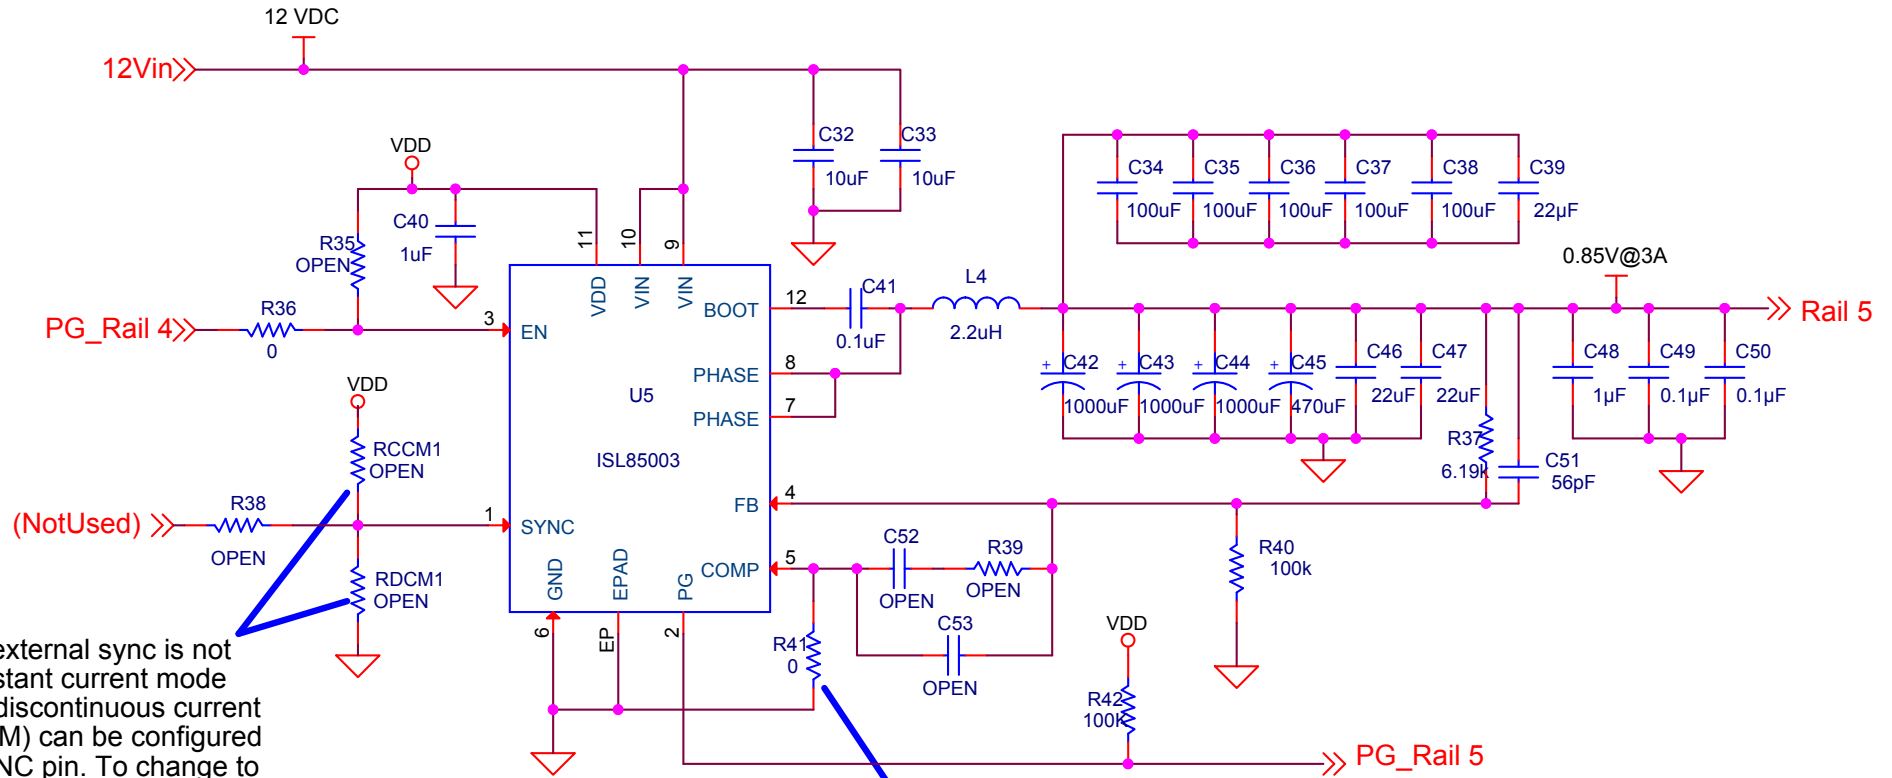 12 VDC
12Vin
VDD
C32
10uF
C33
10uF
C34
100uF
C35
100uF
C36
100uF
C37
100uF
C38
100uF
C39
22µF
R35
OPEN
C40
1uF
11
10
9
VDD
VIN
VIN
0.85V@3A
PG_Rail 4
R36
0
3
EN
BOOT
12
C41
0.1uF
L4
2.2uH
Rail 5
PHASE
8
PHASE
7
U5
ISL85003
C42
1000uF
C43
1000uF
C44
1000uF
C45
470uF
C46
22uF
C47
22uF
C48
1µF
C49
0.1µF
C50
0.1µF
+
+
+
+
VDD
RCCM1
OPEN
R37
6.19k
C51
56pF
(NotUsed)
R38
OPEN
1
SYNC
FB
4
RDCM1
OPEN
GND
EPAD
PG
COMP
5
C52
OPEN
R39
OPEN
R40
100k
6
EP
2
R41
0
C53
OPEN
VDD
R42
100K
PG_Rail 5
external sync is not
stant current mode
discontinuous current
M) can be configured
NC pin. To change to